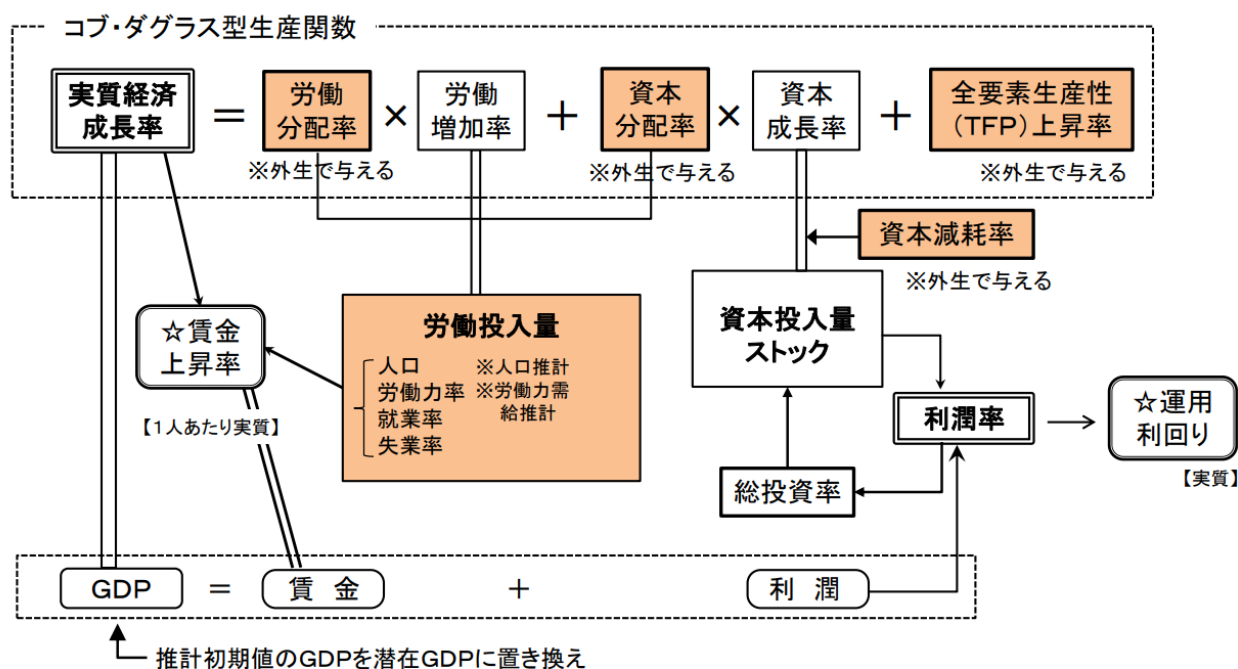 コブ・ダグラス型生産関数
実質経済
成長率
=
労働
分配率
×
労働
増加率
+
資本
分配率
×
資本
成長率
+
全要素生産性
(TFP)上昇率
※外生で与える
※外生で与える
※外生で与える
資本減耗率
※外生で与える
☆賃金
上昇率
【1人あたり実質】
労働投入量
人口
労働力率
就業率
失業率
※人口推計
※労働力需
給推計
資本投入量
ストック
利潤率
☆運用
利回り
【実質】
総投資率
GDP
=
賃 金
+
利 潤
推計初期値のGDPを潜在GDPに置き換え